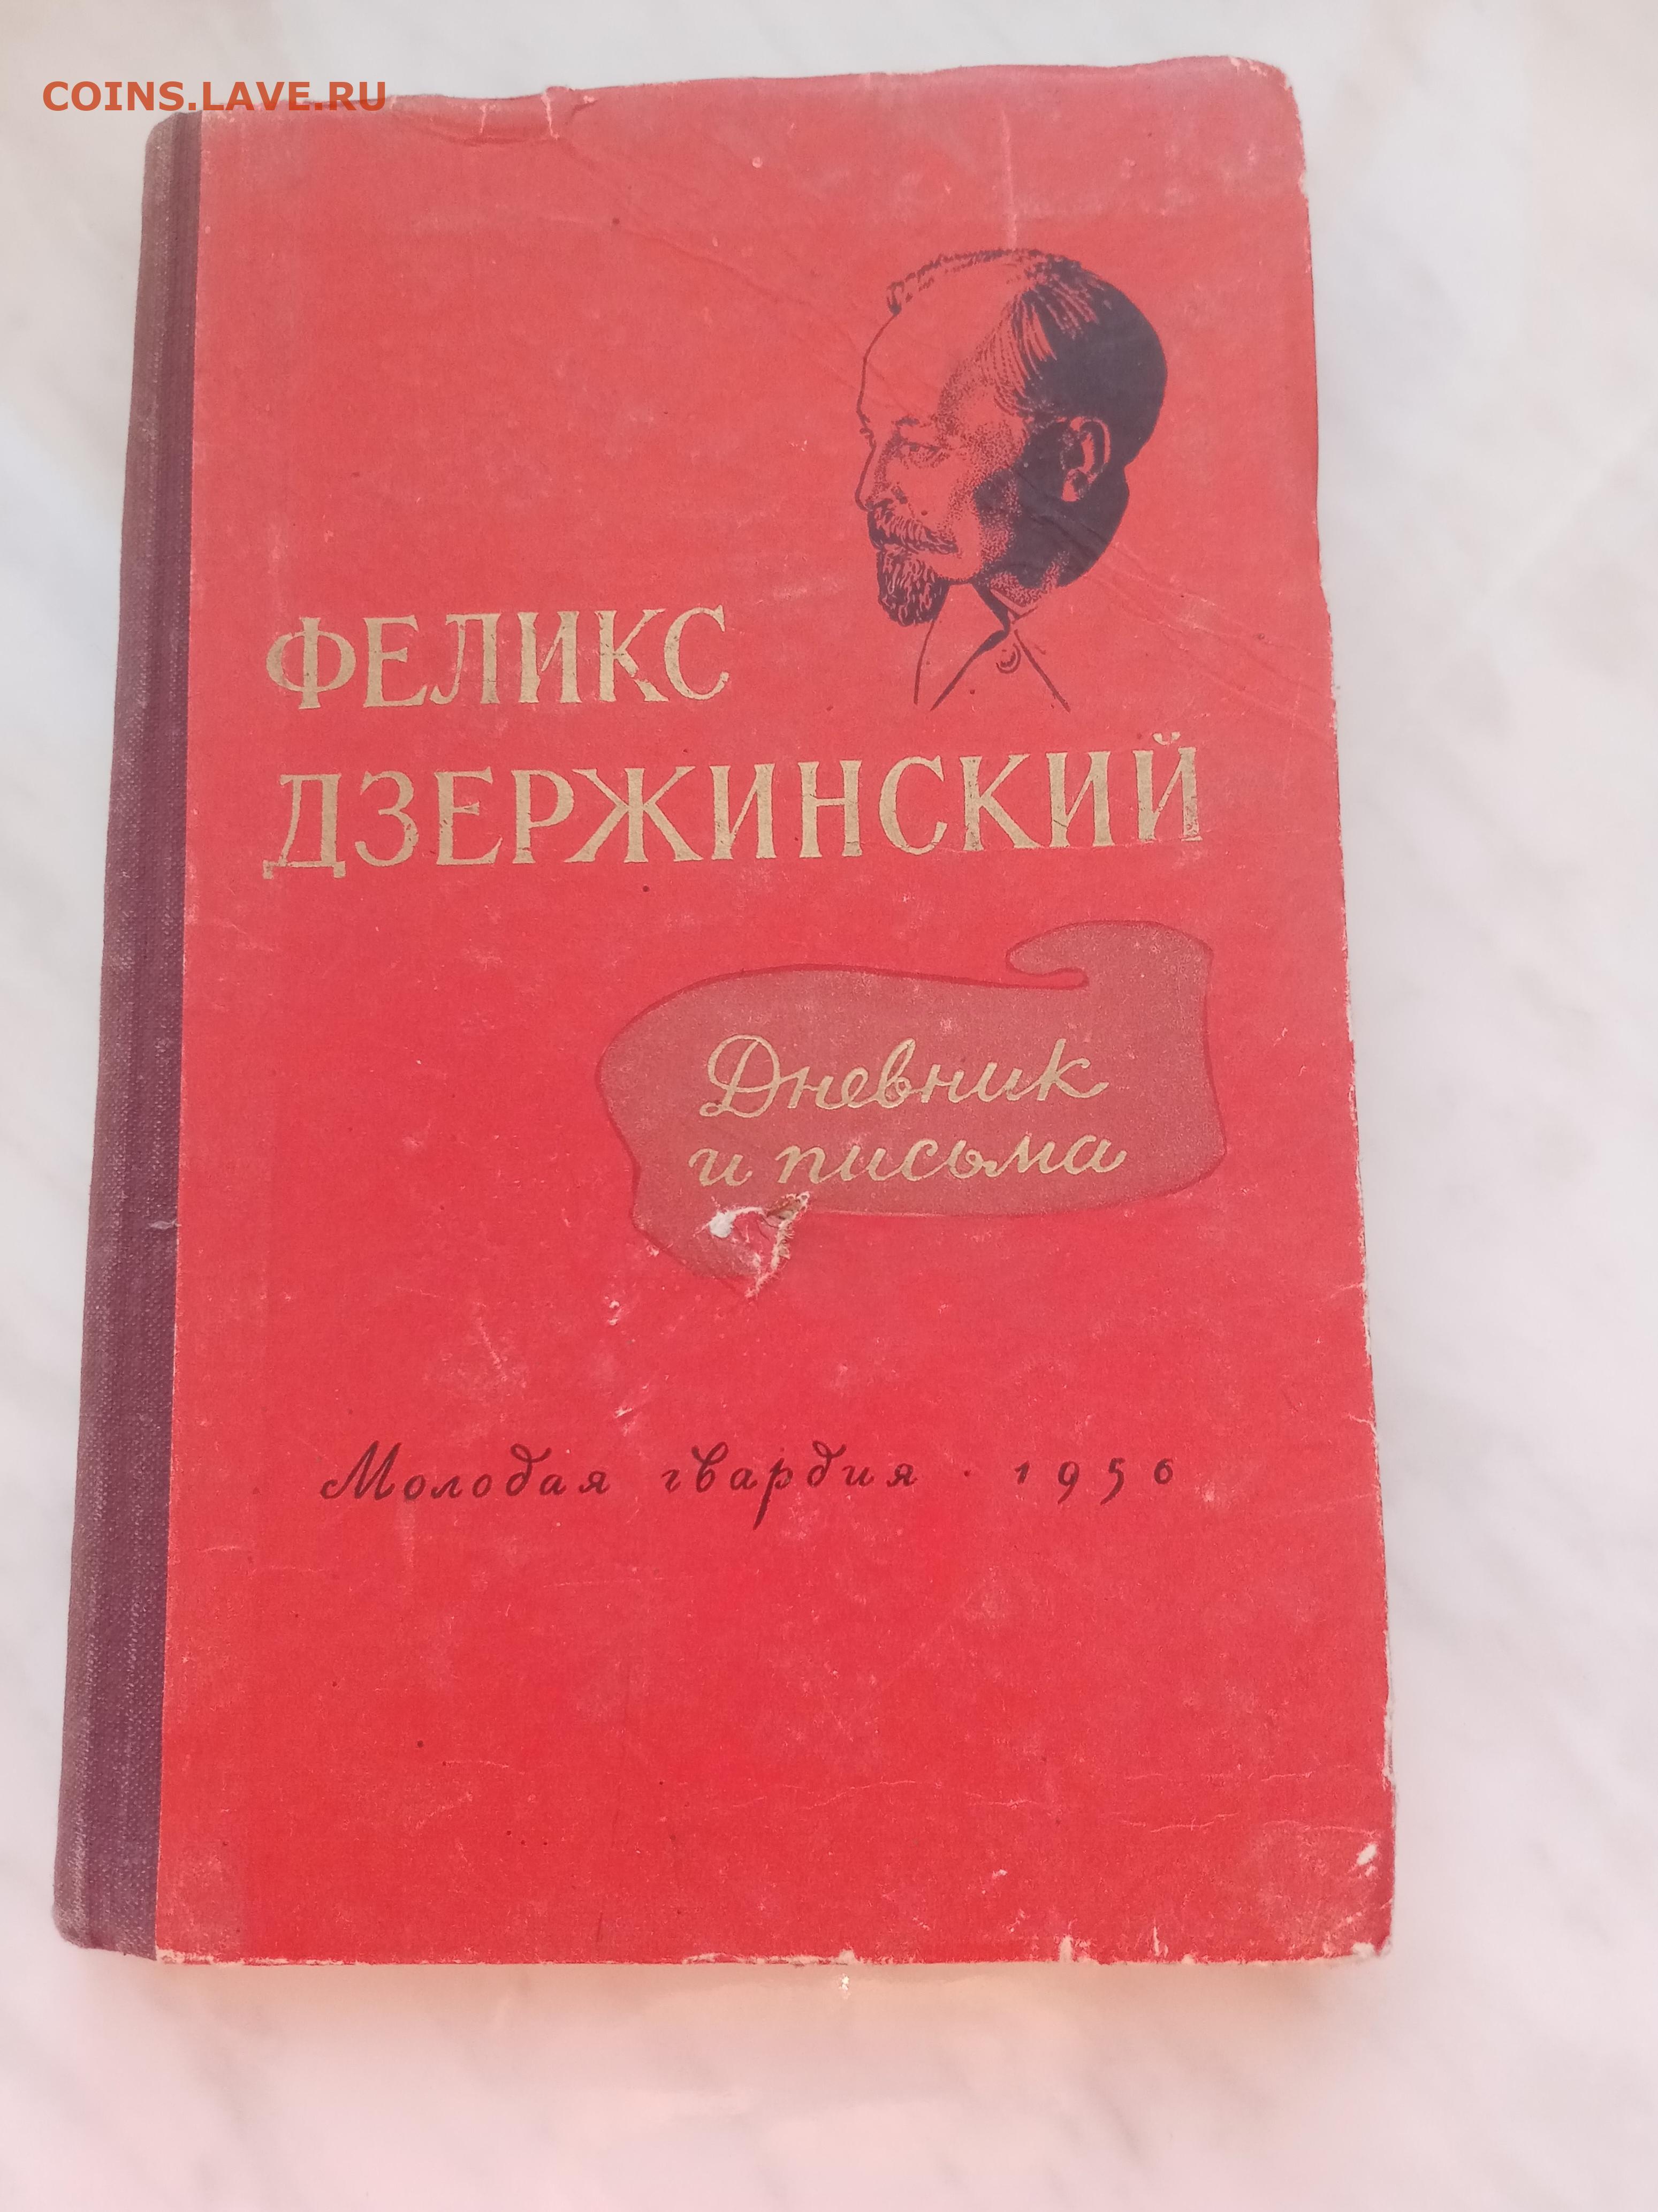 COINS.LAVE.RU
ФЕЛИКС
ДЗЕРЖИНСКИЙ
Дневник
и письма
Молодая гвардия · 1956